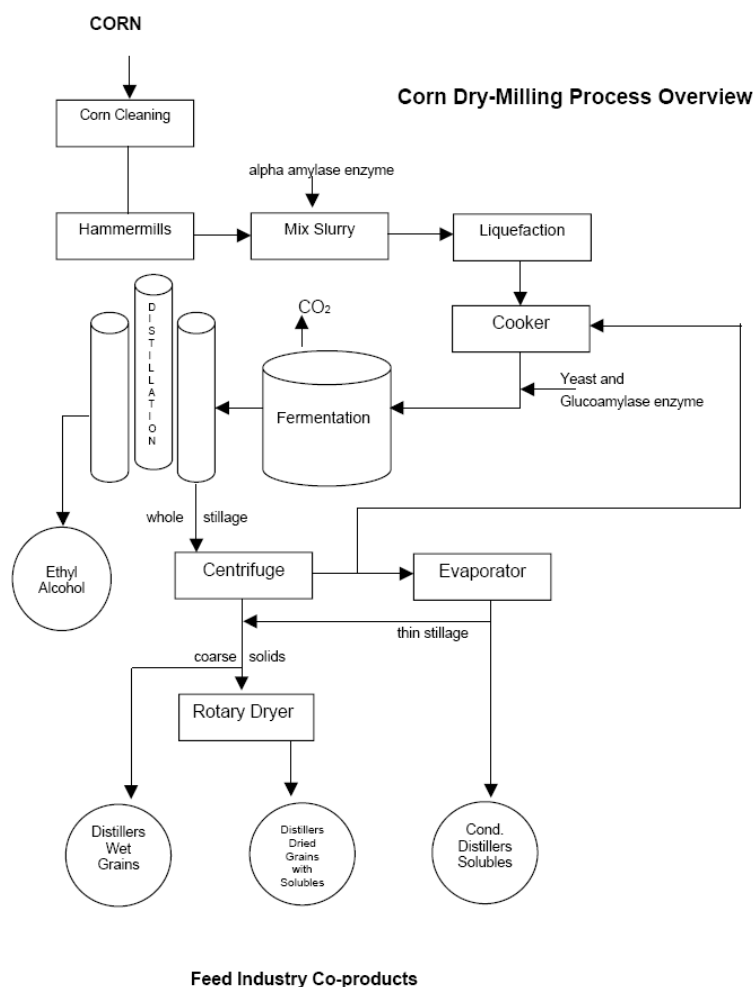 CORN
Corn Dry-Milling Process Overview
Corn Cleaning
alpha amylase enzyme
Hammermills
Mix Slurry
Liquefaction
DISTILLATION
CO₂
Cooker
Yeast and
Glucoamylase enzyme
Fermentation
whole stillage
Ethyl
Alcohol
Centrifuge
Evaporator
thin stillage
coarse solids
Rotary Dryer
Distillers
Wet
Grains
Distillers
Dried
Grains
with
Solubles
Cond.
Distillers
Solubles
Feed Industry Co-products